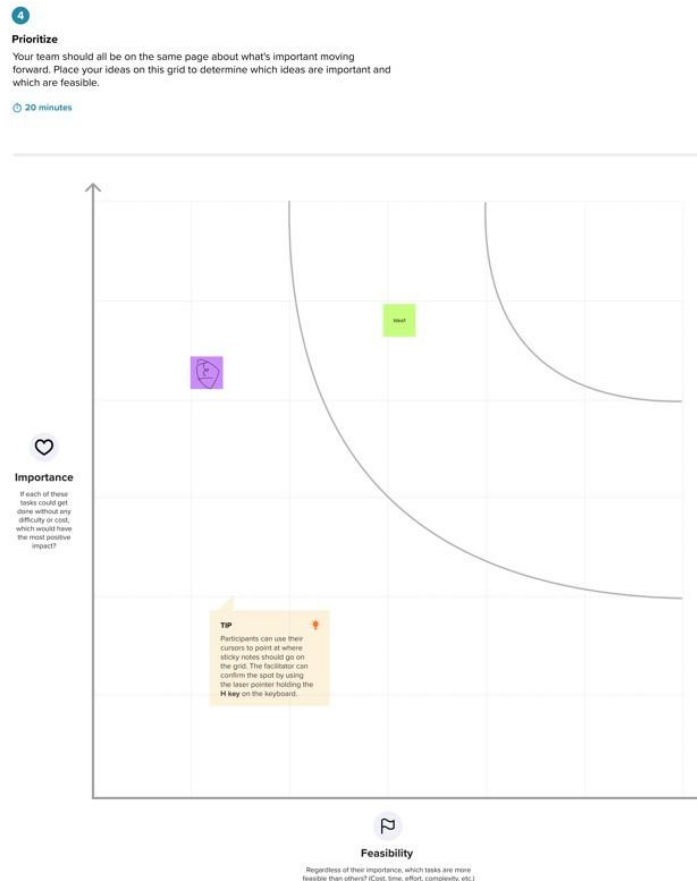 4
Prioritize
Your team should all be on the same page about what's important moving
forward. Place your ideas on this grid to determine which ideas are important and
which are feasible.
20 minutes
Importance
If each of these
tasks could get
done without any
difficulty or cost,
which would have
the most positive
impact?
TIP
Participants can use their
cursors to point at where
sticky notes should go on
the grid. The facilitator can
confirm the spot by using
the laser pointer holding the
H key on the keyboard.
Feasibility
Regardless of their importance, which tasks are more
feasible than others? (Cost, time, effort, complexity, etc.)